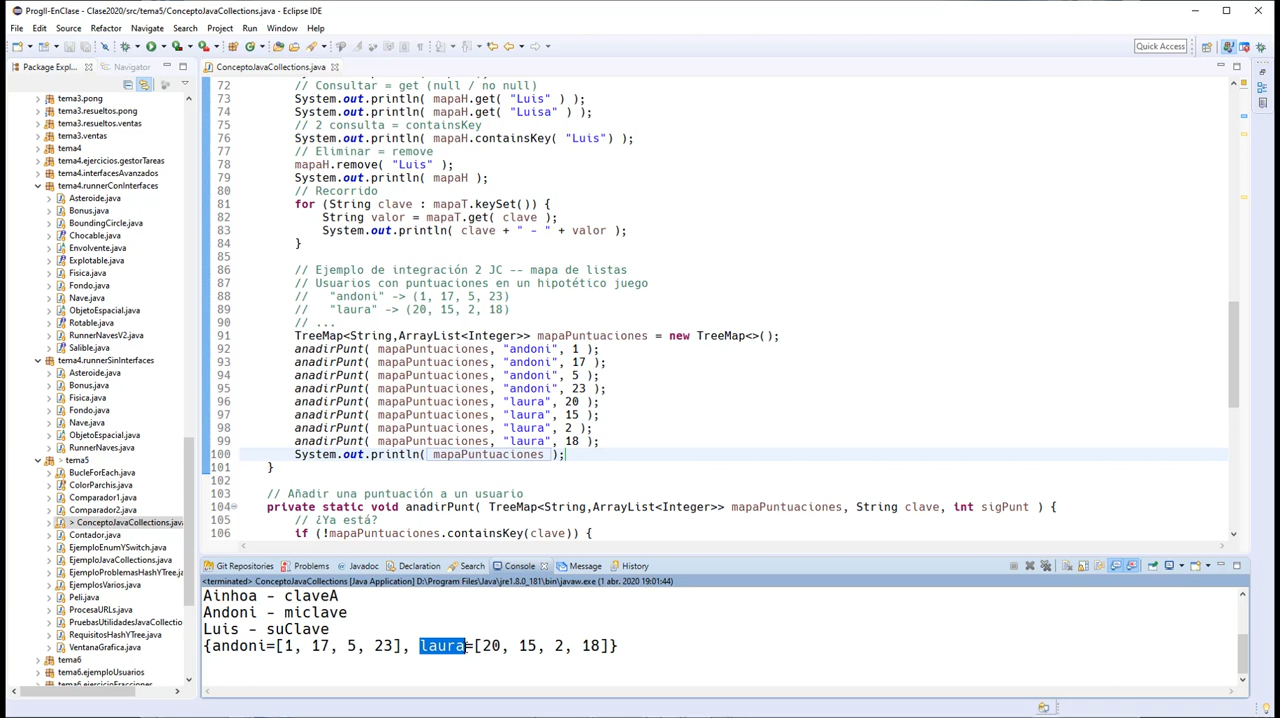 ProgII-EnClase - Clase2020/src/tema5/ConceptoJavaCollections.java - Eclipse IDE
File Edit Source Refactor Navigate Search Project Run Window Help
Quick Access
Package Expl... Navigator
ConceptoJavaCollections.java
tema3.pong
tema3.resueltos.pong
tema3.resueltos.ventas
tema3.ventas
tema4
tema4.ejercicios.gestorTareas
tema4.interfacesAvanzados
tema4.runnerConInterfaces
Asteroide.java
Bonus.java
BoundingCircle.java
Chocable.java
Envolvente.java
Explotable.java
Fisica.java
Fondo.java
Nave.java
ObjetoEspacial.java
Rotable.java
RunnerNavesV2.java
Salible.java
tema4.runnerSinInterfaces
Asteroide.java
Bonus.java
Fisica.java
Fondo.java
Nave.java
ObjetoEspacial.java
RunnerNaves.java
> tema5
BucleForEach.java
ColorParchis.java
Comparador1.java
Comparador2.java
> ConceptoJavaCollections.java
Contador.java
EjemploEnumYSwitch.java
EjemploJavaCollections.java
EjemploProblemasHashYTree.java
EjemplosVarios.java
Peli.java
ProcesaURLs.java
PruebasUtilidadesJavaCollections
RequisitosHashYTree.java
VentanaGrafica.java
tema6
tema6.ejemploUsuarios
tema6.ejercicioFracciones
72 // Consultar = get (null / no null)
73 System.out.println( mapaH.get( "Luis" ) );
74 System.out.println( mapaH.get( "Luisa" ) );
75 // 2 consulta = containsKey
76 System.out.println( mapaH.containsKey( "Luis") );
77 // Eliminar = remove
78 mapaH.remove( "Luis" );
79 System.out.println( mapaH );
80 // Recorrido
81 for (String clave : mapaT.keySet()) {
82 String valor = mapaT.get( clave );
83 System.out.println( clave + " - " + valor );
84 }
85
86 // Ejemplo de integración 2 JC -- mapa de listas
87 // Usuarios con puntuaciones en un hipotético juego
88 // "andoni" -> (1, 17, 5, 23)
89 // "laura" -> (20, 15, 2, 18)
90 // ...
91 TreeMap<String,ArrayList<Integer>> mapaPuntuaciones = new TreeMap<>();
92 anadirPunt( mapaPuntuaciones, "andoni", 1 );
93 anadirPunt( mapaPuntuaciones, "andoni", 17 );
94 anadirPunt( mapaPuntuaciones, "andoni", 5 );
95 anadirPunt( mapaPuntuaciones, "andoni", 23 );
96 anadirPunt( mapaPuntuaciones, "laura", 20 );
97 anadirPunt( mapaPuntuaciones, "laura", 15 );
98 anadirPunt( mapaPuntuaciones, "laura", 2 );
99 anadirPunt( mapaPuntuaciones, "laura", 18 );
100 System.out.println( mapaPuntuaciones );
101 }
102
103 // Añadir una puntuación a un usuario
104 private static void anadirPunt( TreeMap<String,ArrayList<Integer>> mapaPuntuaciones, String clave, int sigPunt ) {
105 // ¿Ya está?
106 if (!mapaPuntuaciones.containsKey(clave)) {
Git Repositories Problems Javadoc Declaration Search Console Message History
<terminated> ConceptoJavaCollections [Java Application] D:\Program Files\Java\jre1.8.0_181\bin\javaw.exe (1 abr. 2020 19:01:44)
Ainhoa - claveA
Andoni - miclave
Luis - suClave
{andoni=[1, 17, 5, 23], laura=[20, 15, 2, 18]}